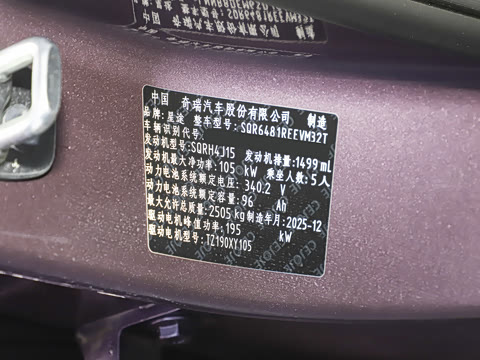 中国 奇瑞汽车股份有限公司 制造
品牌：星途 整车型号：SQR6481REEVM32T
车辆识别代号：
发动机型号：SQRH4J15 发动机排量：1499 mL
发动机最大净功率：105 kW 乘坐人数：5人
动力电池系统额定电压：340.2 V
动力电池系统额定容量：96 Ah
最大允许总质量：2505 kg 制造年月：2025-12
驱动电机峰值功率：195 kW
驱动电机型号：TZ190XY105